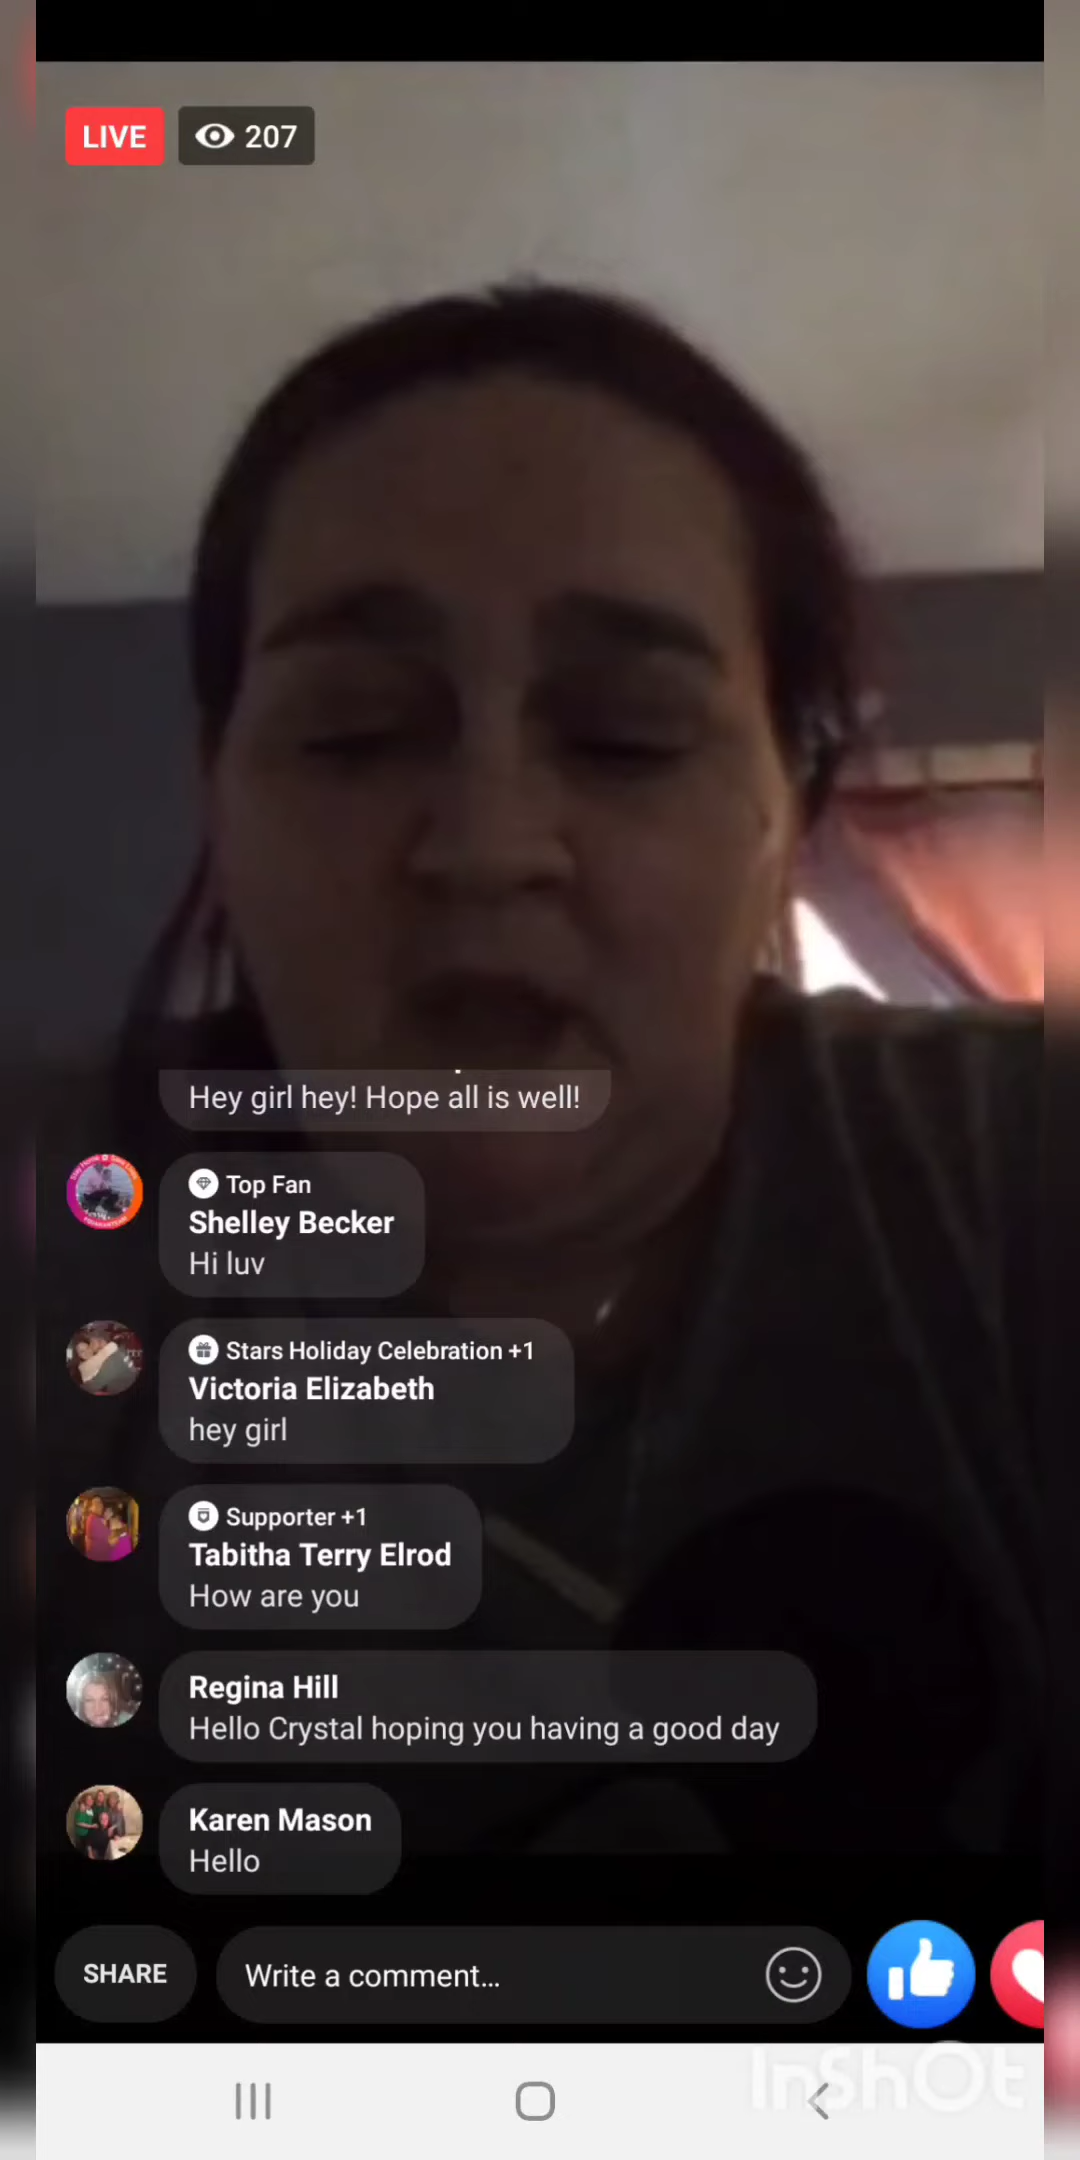 LIVE
207
Hey girl hey! Hope all is well!
Top Fan
Shelley Becker
Hi luv
Stars Holiday Celebration +1
Victoria Elizabeth
hey girl
Supporter +1
Tabitha Terry Elrod
How are you
Regina Hill
Hello Crystal hoping you having a good day
Karen Mason
Hello
SHARE
Write a comment...
InShOt